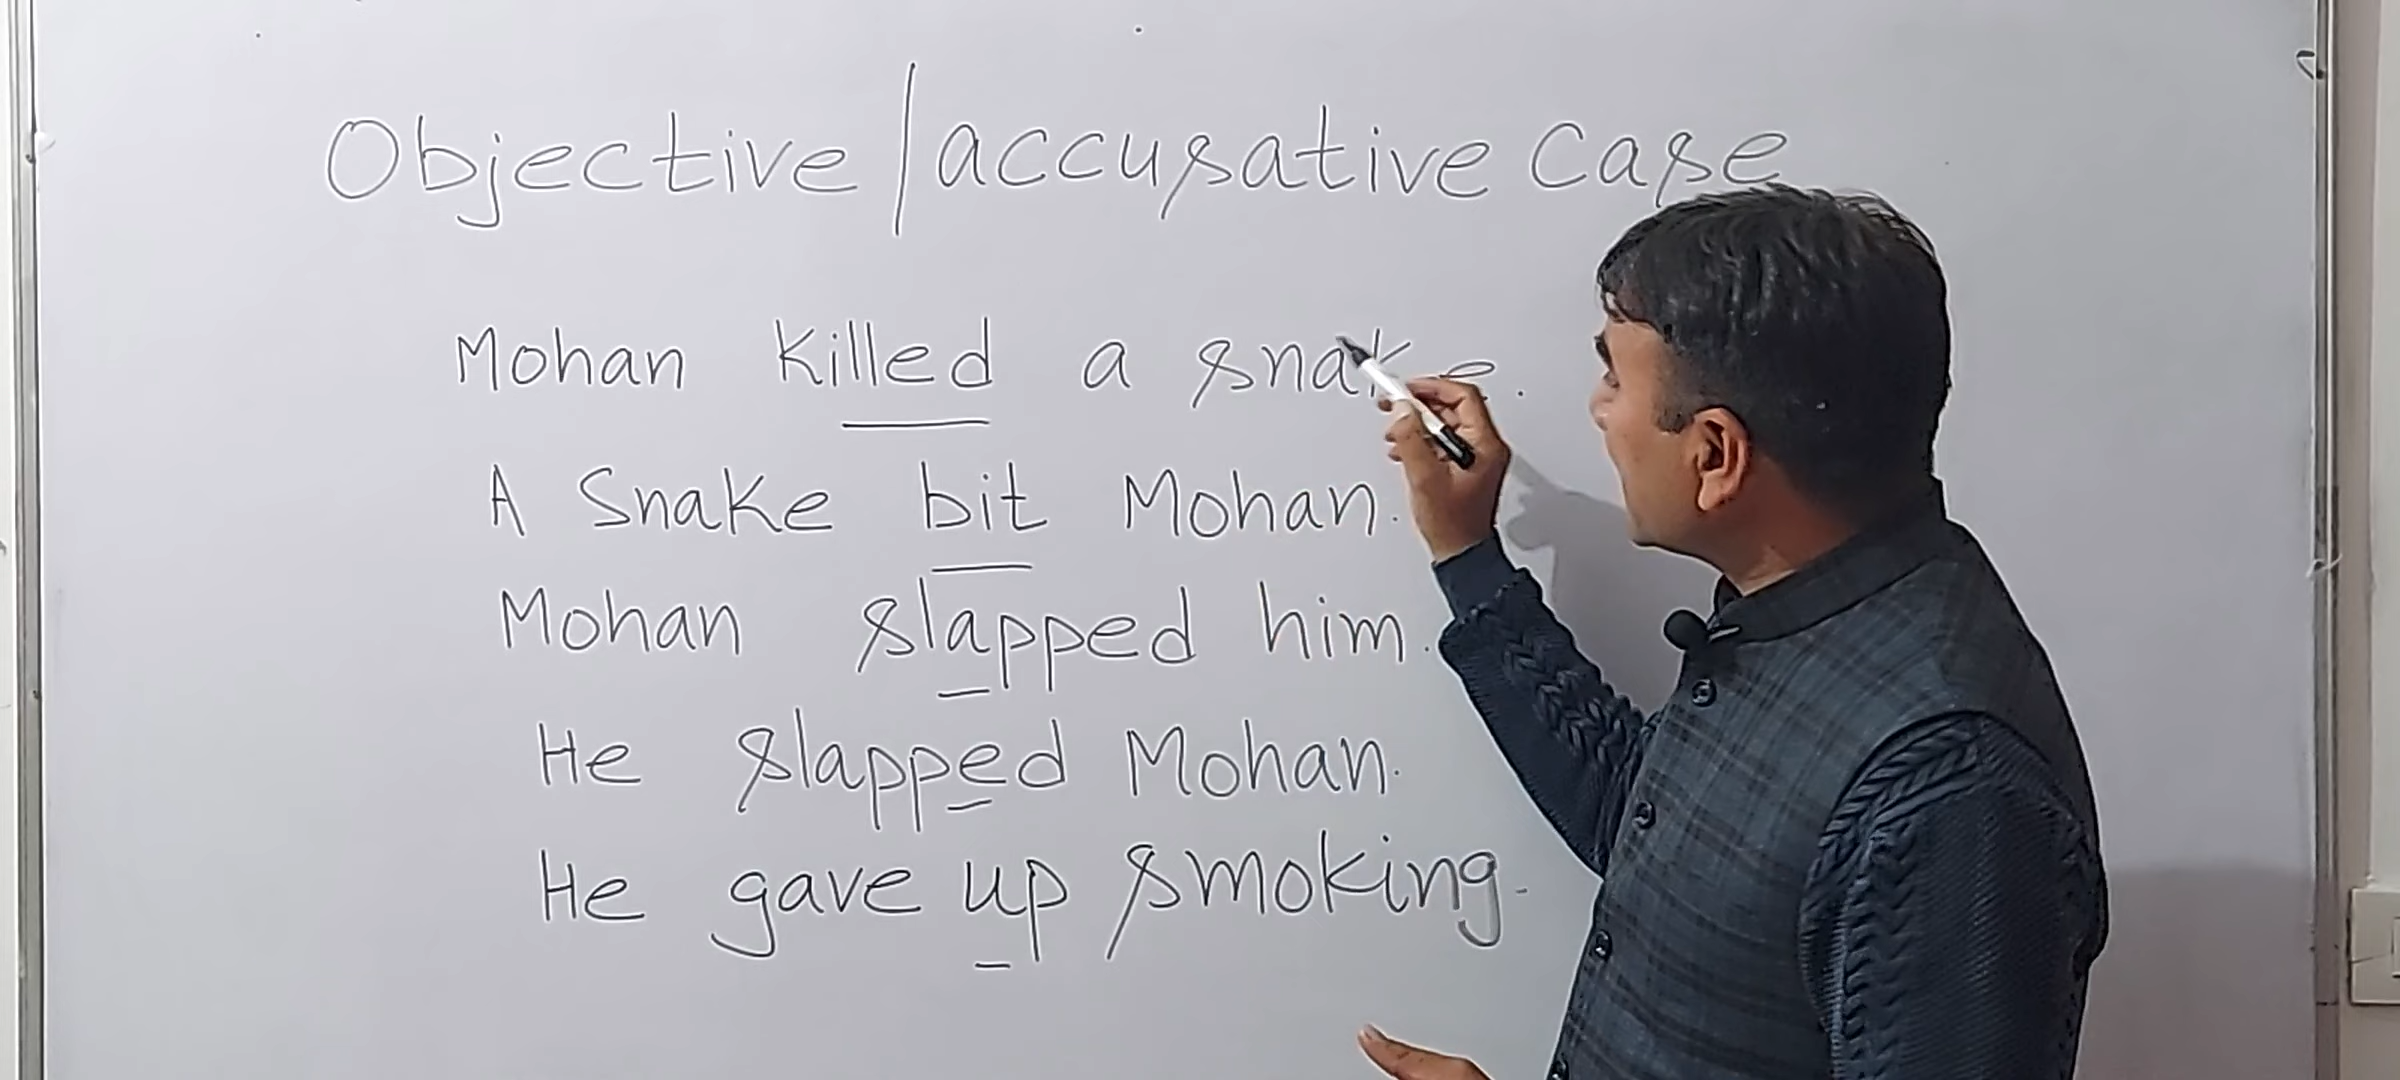 Objective / accusative Case
Mohan killed a snake.
A Snake bit Mohan.
Mohan slapped him.
He slapped Mohan.
He gave up smoking.